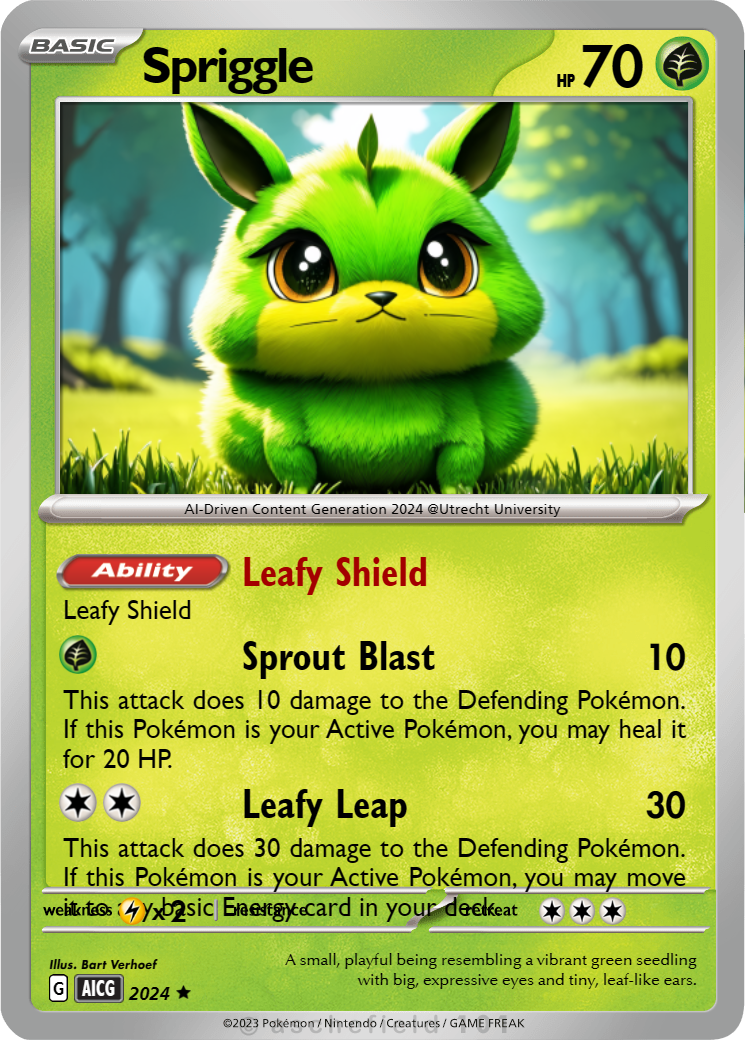 BASIC
Spriggle
HP 70
AI-Driven Content Generation 2024 @Utrecht University
Ability Leafy Shield
Leafy Shield
Sprout Blast 10
This attack does 10 damage to the Defending Pokémon.
If this Pokémon is your Active Pokémon, you may heal it
for 20 HP.
Leafy Leap 30
This attack does 30 damage to the Defending Pokémon.
If this Pokémon is your Active Pokémon, you may move
it to any basic Energy card in your deck.
weakness x2 resistance retreat
Illus. Bart Verhoef
A small, playful being resembling a vibrant green seedling
with big, expressive eyes and tiny, leaf-like ears.
G AICG 2024
©2023 Pokémon / Nintendo / Creatures / GAME FREAK